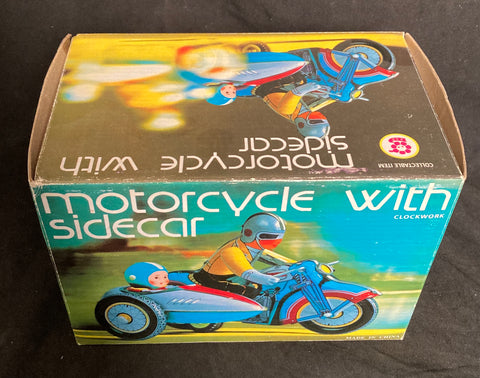 COLLECTABLE ITEM
motorcycle with
sidecar
motorcycle with
sidecar
CLOCKWORK
MADE IN CHINA